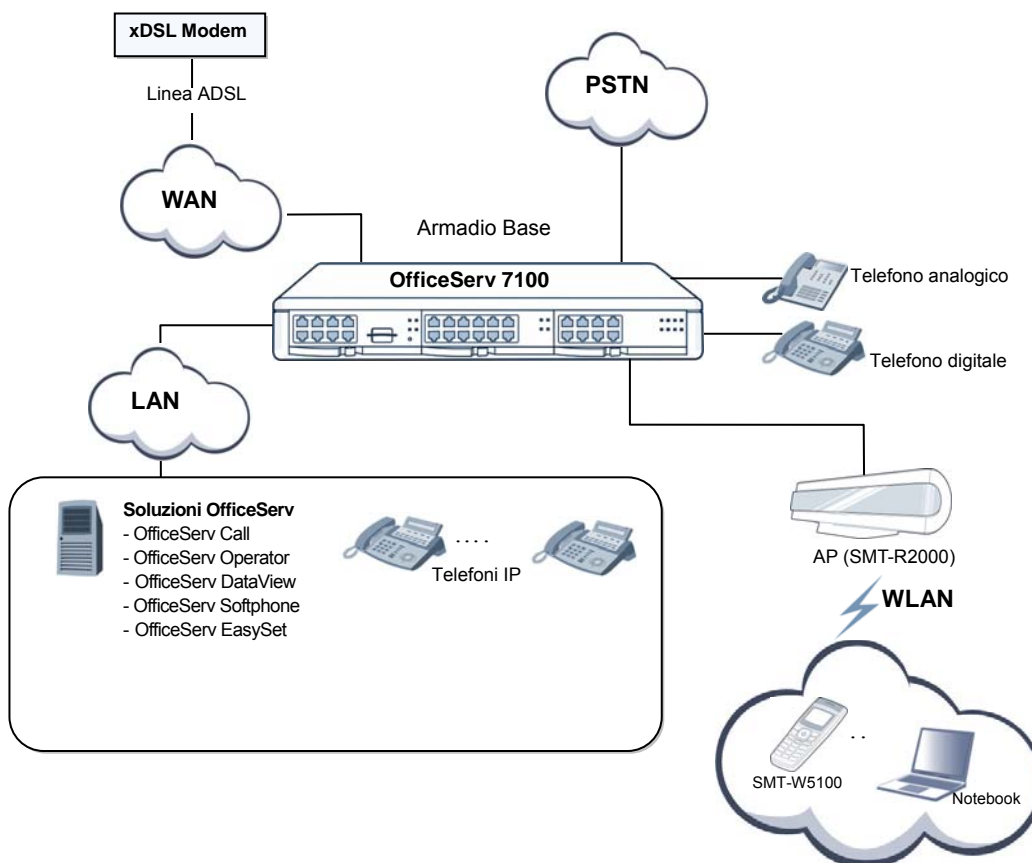 xDSL Modem
Linea ADSL
PSTN
WAN
Armadio Base
OfficeServ 7100
Telefono analogico
Telefono digitale
LAN
Soluzioni OfficeServ
- OfficeServ Call
- OfficeServ Operator
- OfficeServ DataView
- OfficeServ Softphone
- OfficeServ EasySet
. . . .
Telefoni IP
AP (SMT-R2000)
WLAN
. .
SMT-W5100
Notebook